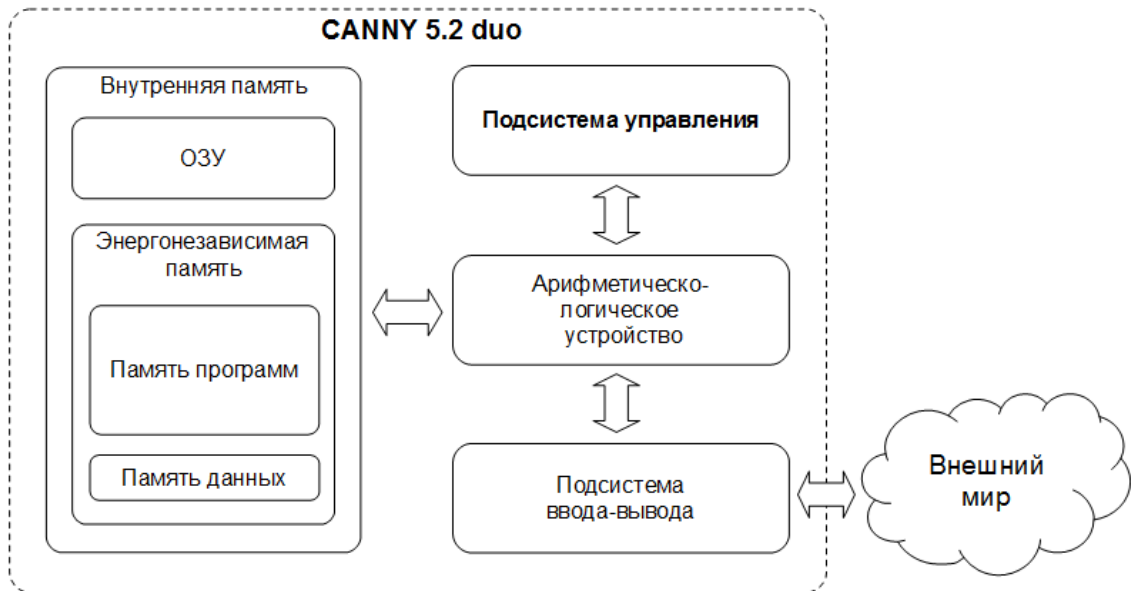 CANNY 5.2 duo
Внутренняя память
ОЗУ
Энергонезависимая
память
Память программ
Память данных
Подсистема управления
Арифметическо-
логическое
устройство
Подсистема
ввода-вывода
Внешний
мир